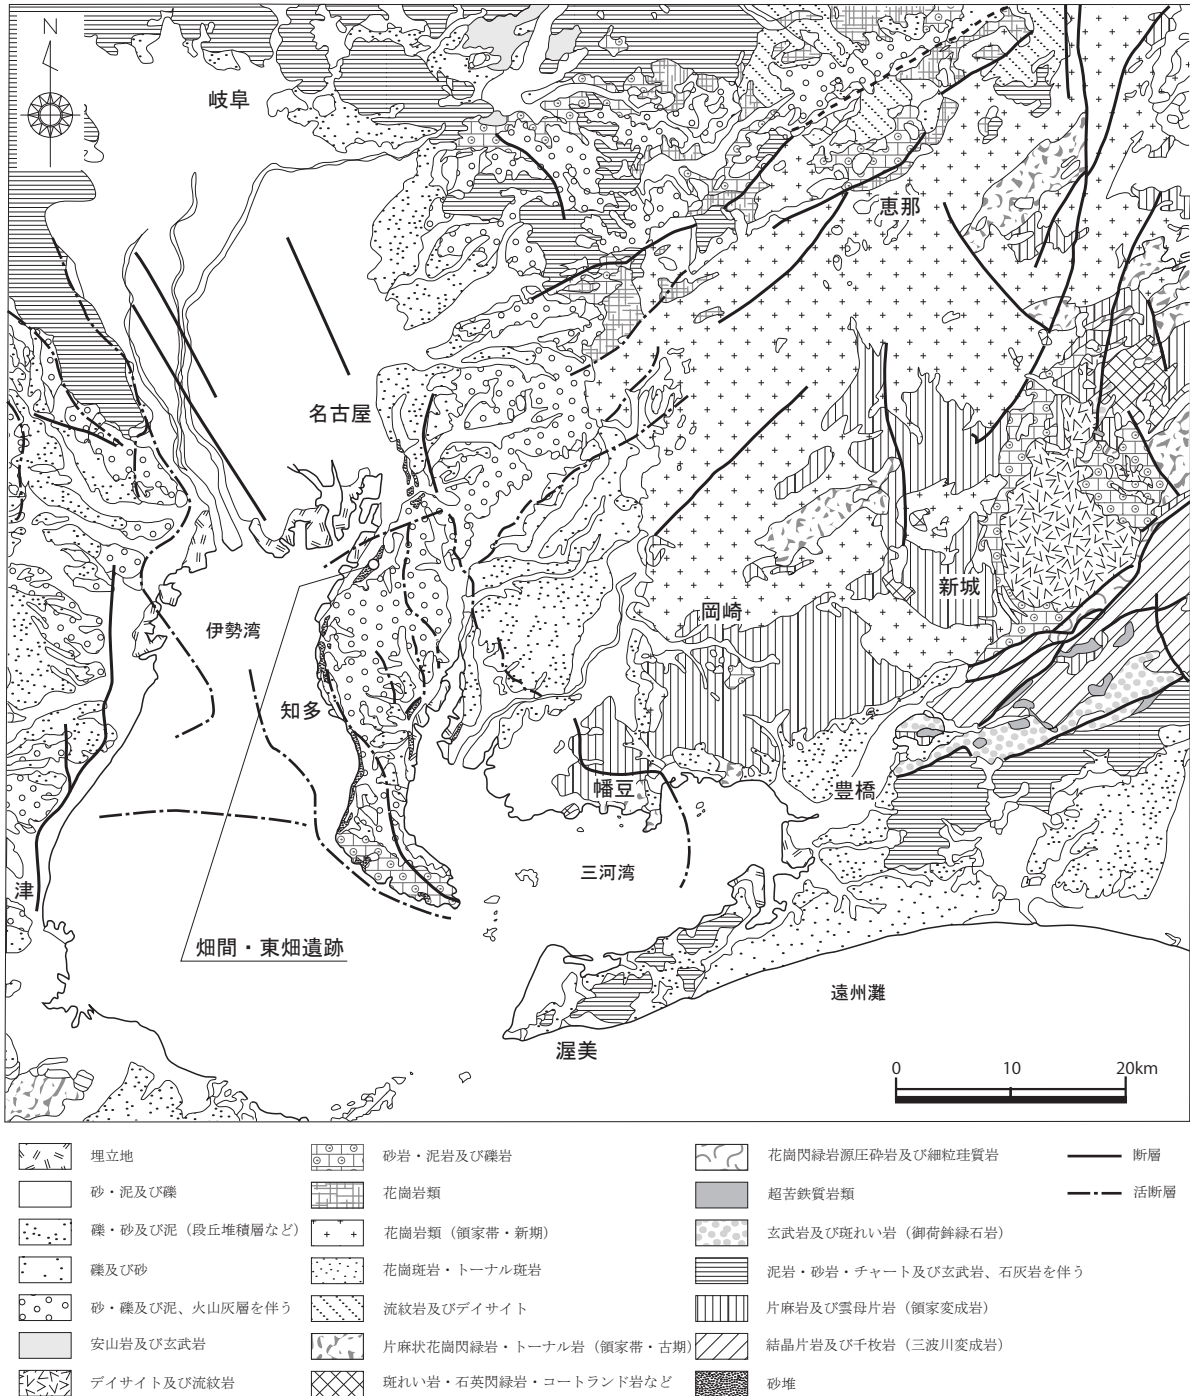 N
岐阜
恵那
名古屋
新城
岡崎
伊勢湾
知多
幡豆
豊橋
三河湾
津
畑間・東畑遺跡
遠州灘
渥美
0 10 20km
埋立地
砂・泥及び礫
礫・砂及び泥（段丘堆積層など）
礫及び砂
砂・礫及び泥、火山灰層を伴う
安山岩及び玄武岩
デイサイト及び流紋岩
砂岩・泥岩及び礫岩
花崗岩類
花崗岩類（領家帯・新期）
花崗斑岩・トーナル斑岩
流紋岩及びデイサイト
片麻状花崗閃緑岩・トーナル岩（領家帯・古期）
斑れい岩・石英閃緑岩・コートランド岩など
花崗閃緑岩源圧砕岩及び細粒珪質岩
超苦鉄質岩類
玄武岩及び斑れい岩（御荷鉾緑石岩）
泥岩・砂岩・チャート及び玄武岩、石灰岩を伴う
片麻岩及び雲母片岩（領家変成岩）
結晶片岩及び千枚岩（三波川変成岩）
砂堆
断層
活断層